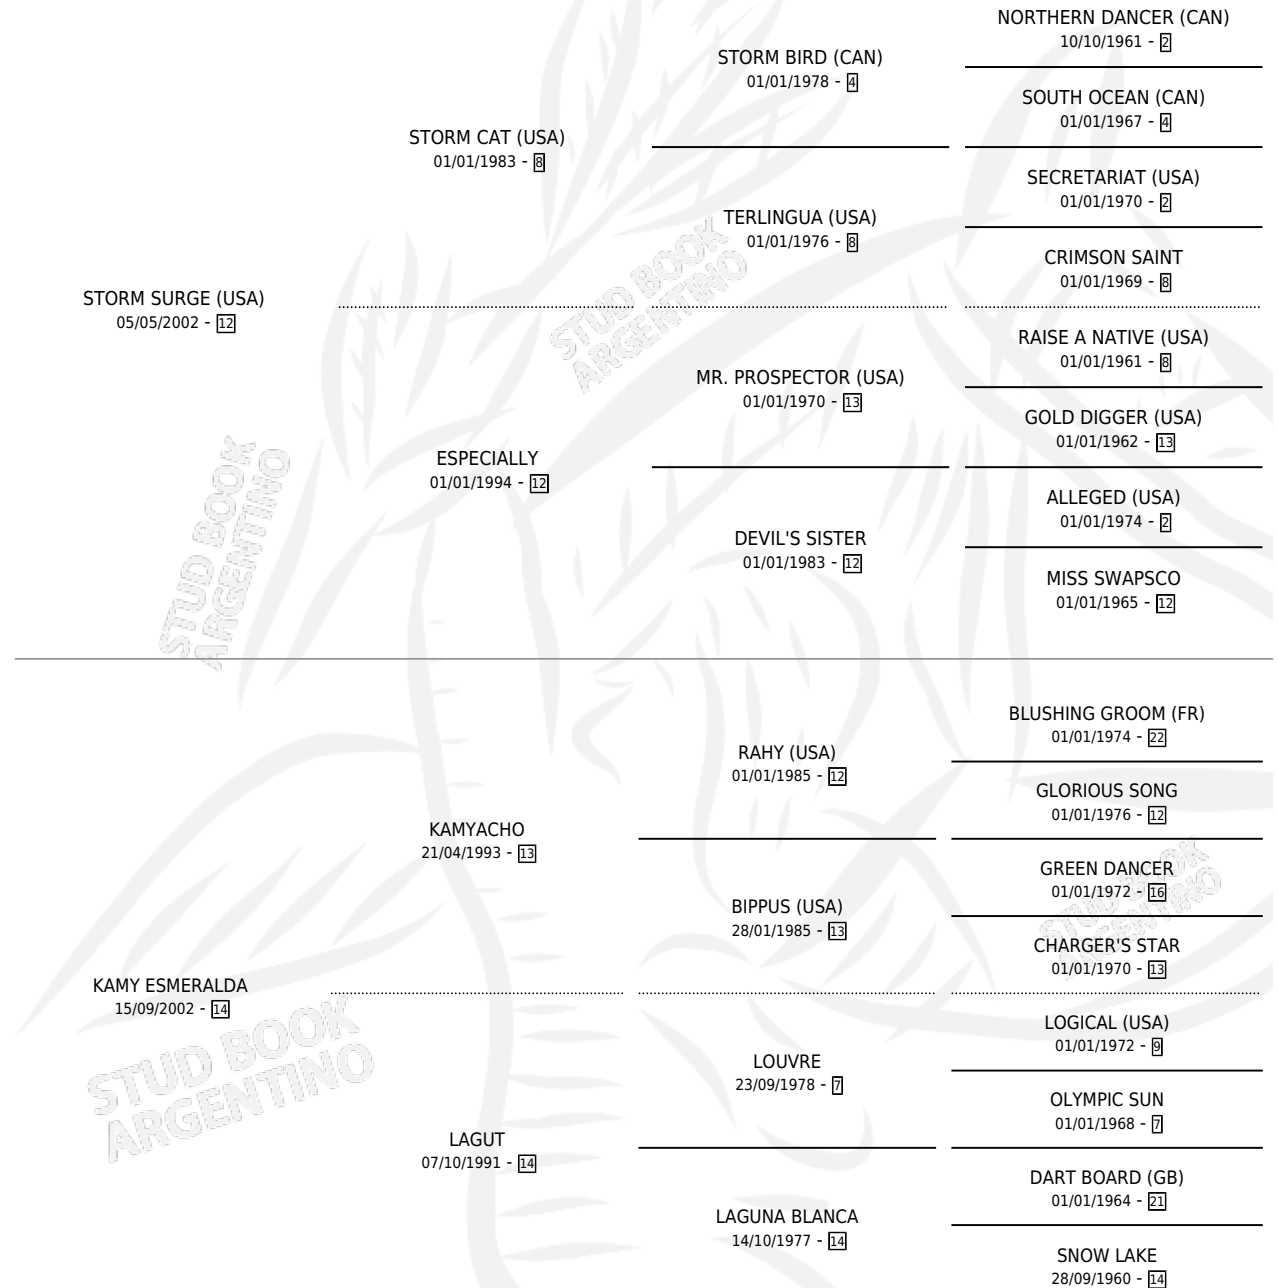 NORTHERN DANCER (CAN)
10/10/1961 - 2
STORM BIRD (CAN)
01/01/1978 - 4
SOUTH OCEAN (CAN)
01/01/1967 - 4
STORM CAT (USA)
01/01/1983 - 8
SECRETARIAT (USA)
01/01/1970 - 2
TERLINGUA (USA)
01/01/1976 - 8
CRIMSON SAINT
01/01/1969 - 8
STORM SURGE (USA)
05/05/2002 - 12
STUD BOOK
ARGENTINO
RAISE A NATIVE (USA)
01/01/1961 - 8
MR. PROSPECTOR (USA)
01/01/1970 - 13
GOLD DIGGER (USA)
01/01/1962 - 13
ESPECIALLY
01/01/1994 - 12
ALLEGED (USA)
01/01/1974 - 2
DEVIL'S SISTER
01/01/1983 - 12
MISS SWAPSCO
01/01/1965 - 12
STUD BOOK
ARGENTINO
BLUSHING GROOM (FR)
01/01/1974 - 22
RAHY (USA)
01/01/1985 - 12
GLORIOUS SONG
01/01/1976 - 12
KAMYACHO
21/04/1993 - 13
GREEN DANCER
01/01/1972 - 16
BIPPUS (USA)
28/01/1985 - 13
STUD BOOK
ARGENTINO
CHARGER'S STAR
01/01/1970 - 13
KAMY ESMERALDA
15/09/2002 - 14
STUD BOOK
ARGENTINO
LOGICAL (USA)
01/01/1972 - 9
LOUVRE
23/09/1978 - 7
OLYMPIC SUN
01/01/1968 - 7
LAGUT
07/10/1991 - 14
DART BOARD (GB)
01/01/1964 - 21
LAGUNA BLANCA
14/10/1977 - 14
SNOW LAKE
28/09/1960 - 14